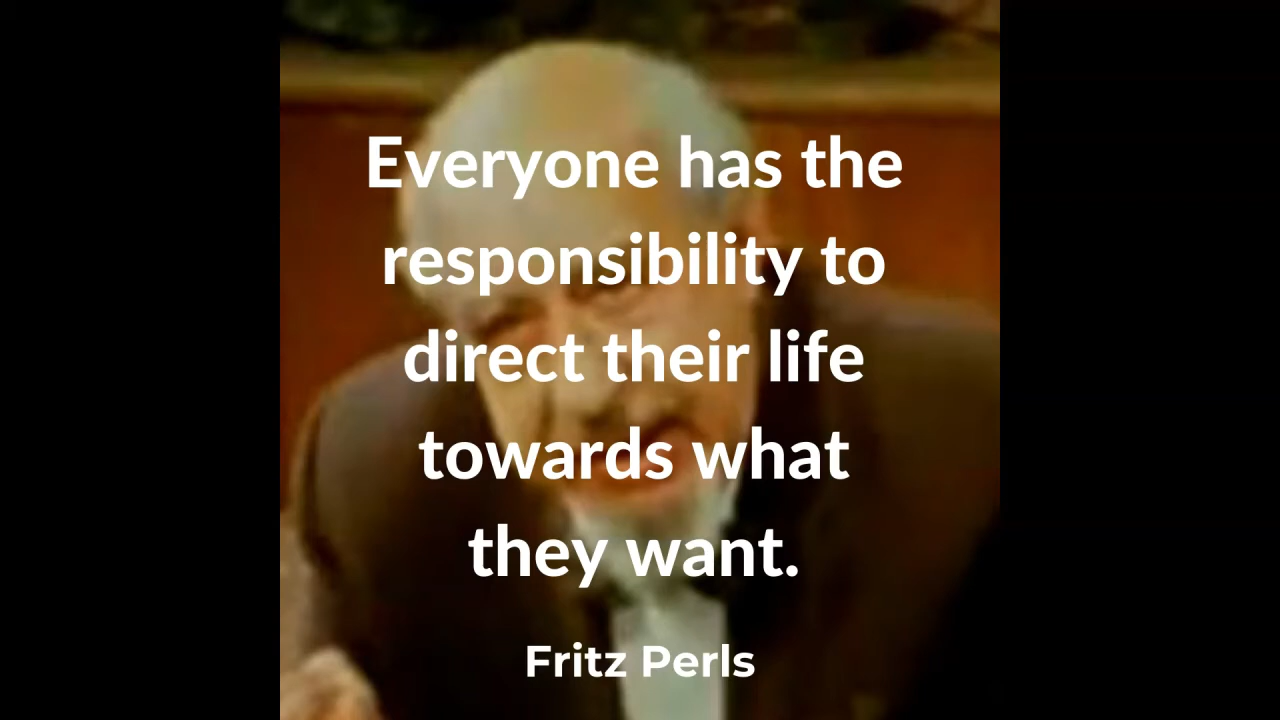 Everyone has the
responsibility to
direct their life
towards what
they want.
Fritz Perls